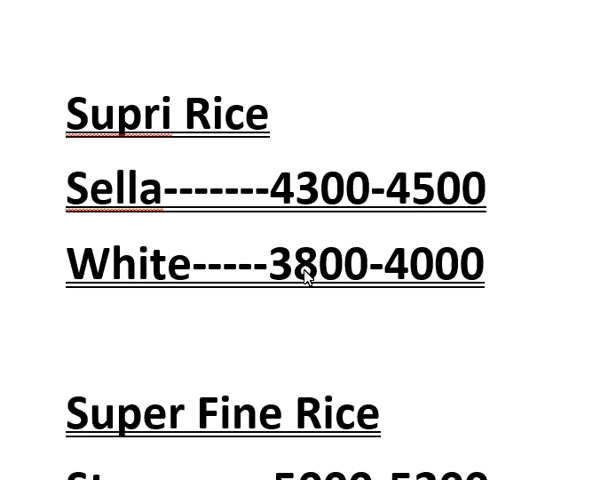 Supri Rice
Sella-------4300-4500
White-----3800-4000
Super Fine Rice